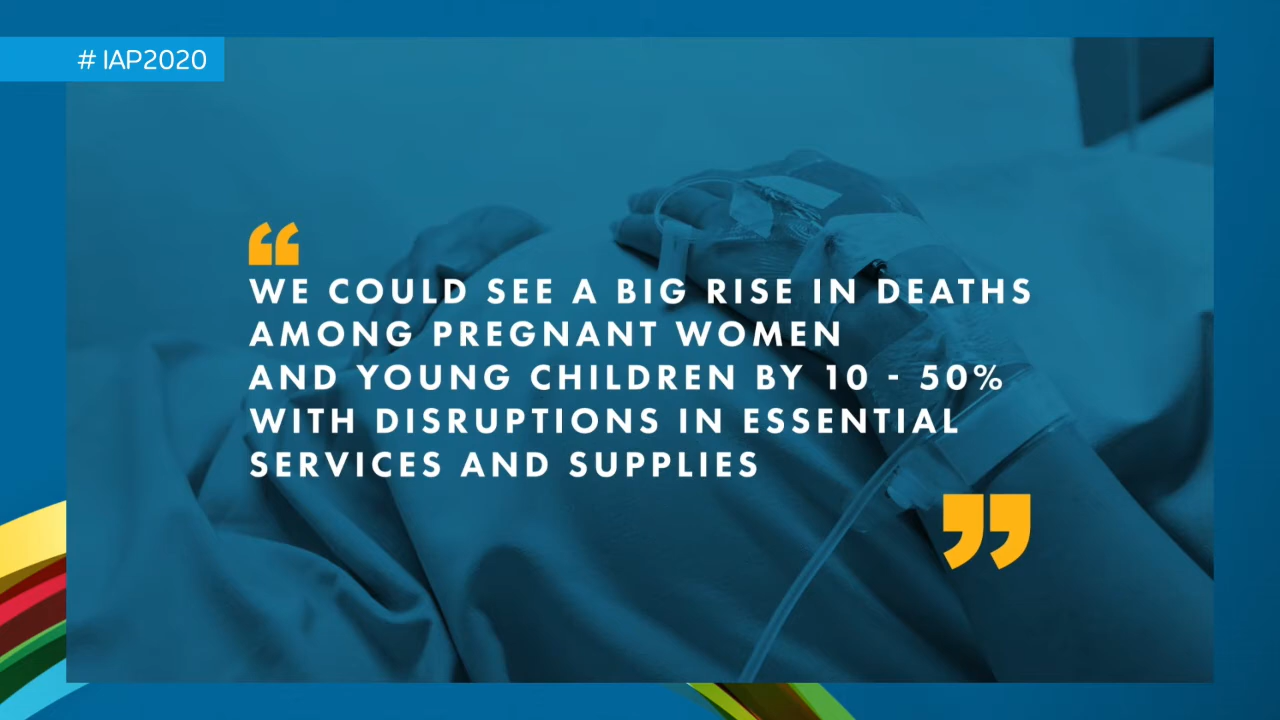 # IAP2020
“
WE COULD SEE A BIG RISE IN DEATHS
AMONG PREGNANT WOMEN
AND YOUNG CHILDREN BY 10 - 50%
WITH DISRUPTIONS IN ESSENTIAL
SERVICES AND SUPPLIES
”